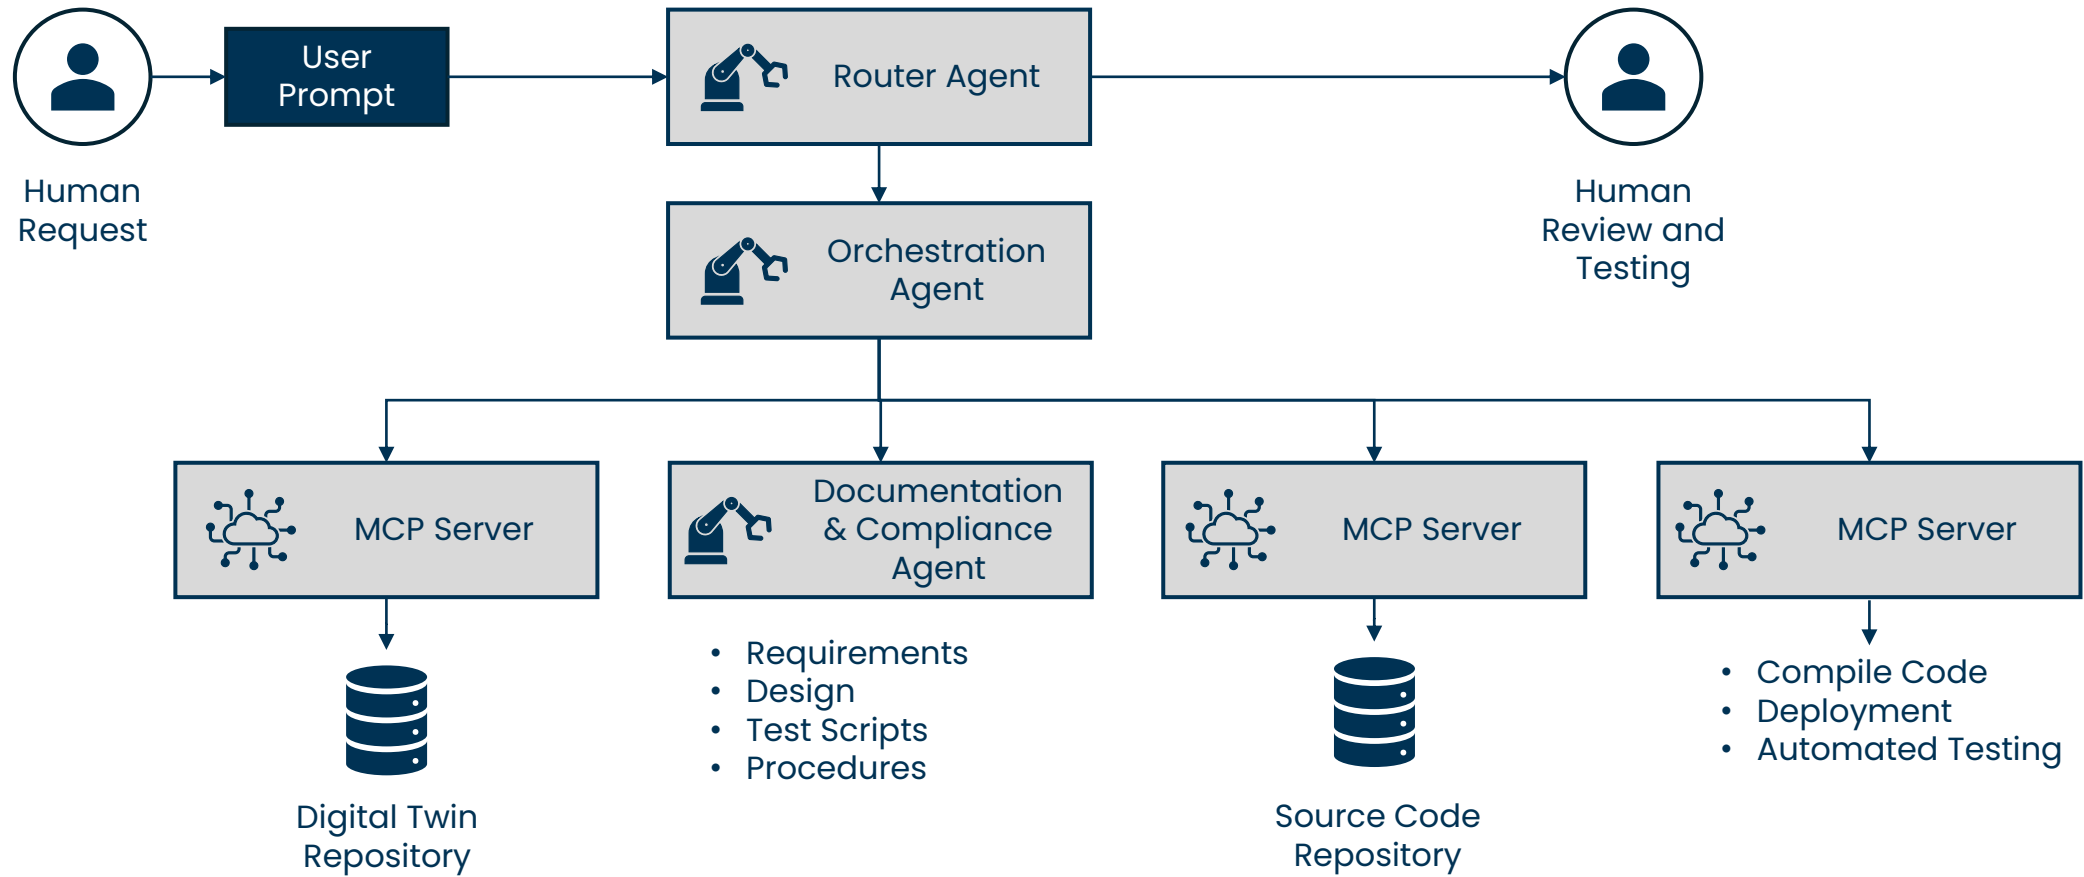 User
Prompt
Router Agent
Human
Request
Human
Review and
Testing
Orchestration
Agent
MCP Server
Documentation
& Compliance
Agent
MCP Server
MCP Server
• Requirements
• Design
• Test Scripts
• Procedures
• Compile Code
• Deployment
• Automated Testing
Digital Twin
Repository
Source Code
Repository